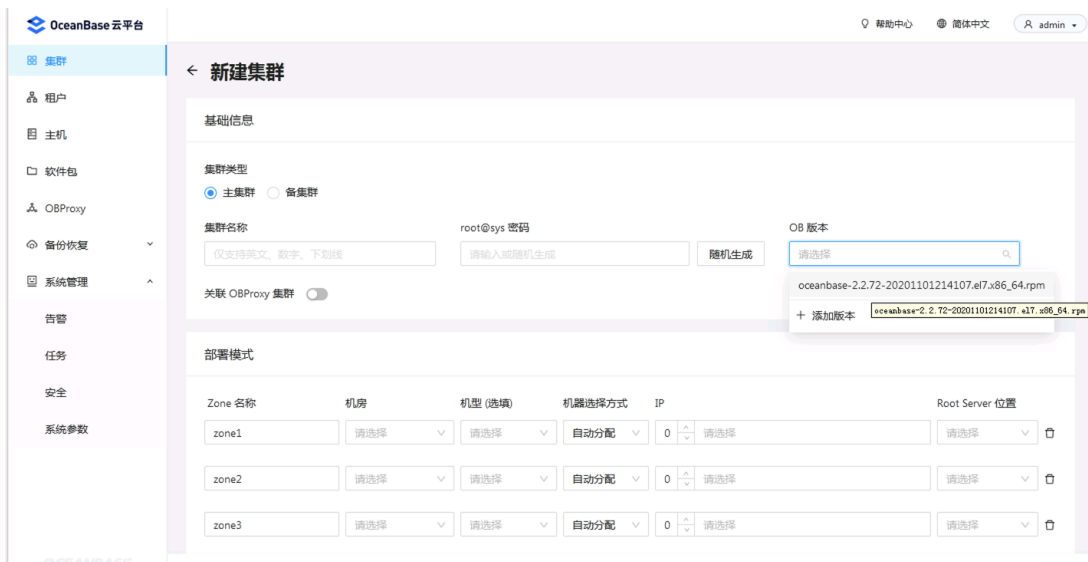 OceanBase 云平台
帮助中心 简体中文 admin
集群
租户
主机
软件包
OBProxy
备份恢复
系统管理
告警
任务
安全
系统参数
新建集群
基础信息
集群类型
主集群 备集群
集群名称 root@sys 密码 OB 版本
仅支持英文、数字、下划线 请输入或随机生成 随机生成 请选择
oceanbase-2.2.72-20201101214107.el7.x86_64.rpm
关联 OBProxy 集群
+ 添加版本 oceanbase-2.2.72-20201101214107.el7.x86_64.rpm
部署模式
Zone 名称 机房 机型 (选填) 机器选择方式 IP Root Server 位置
zone1 请选择 请选择 自动分配 0 请选择 请选择
zone2 请选择 请选择 自动分配 0 请选择 请选择
zone3 请选择 请选择 自动分配 0 请选择 请选择